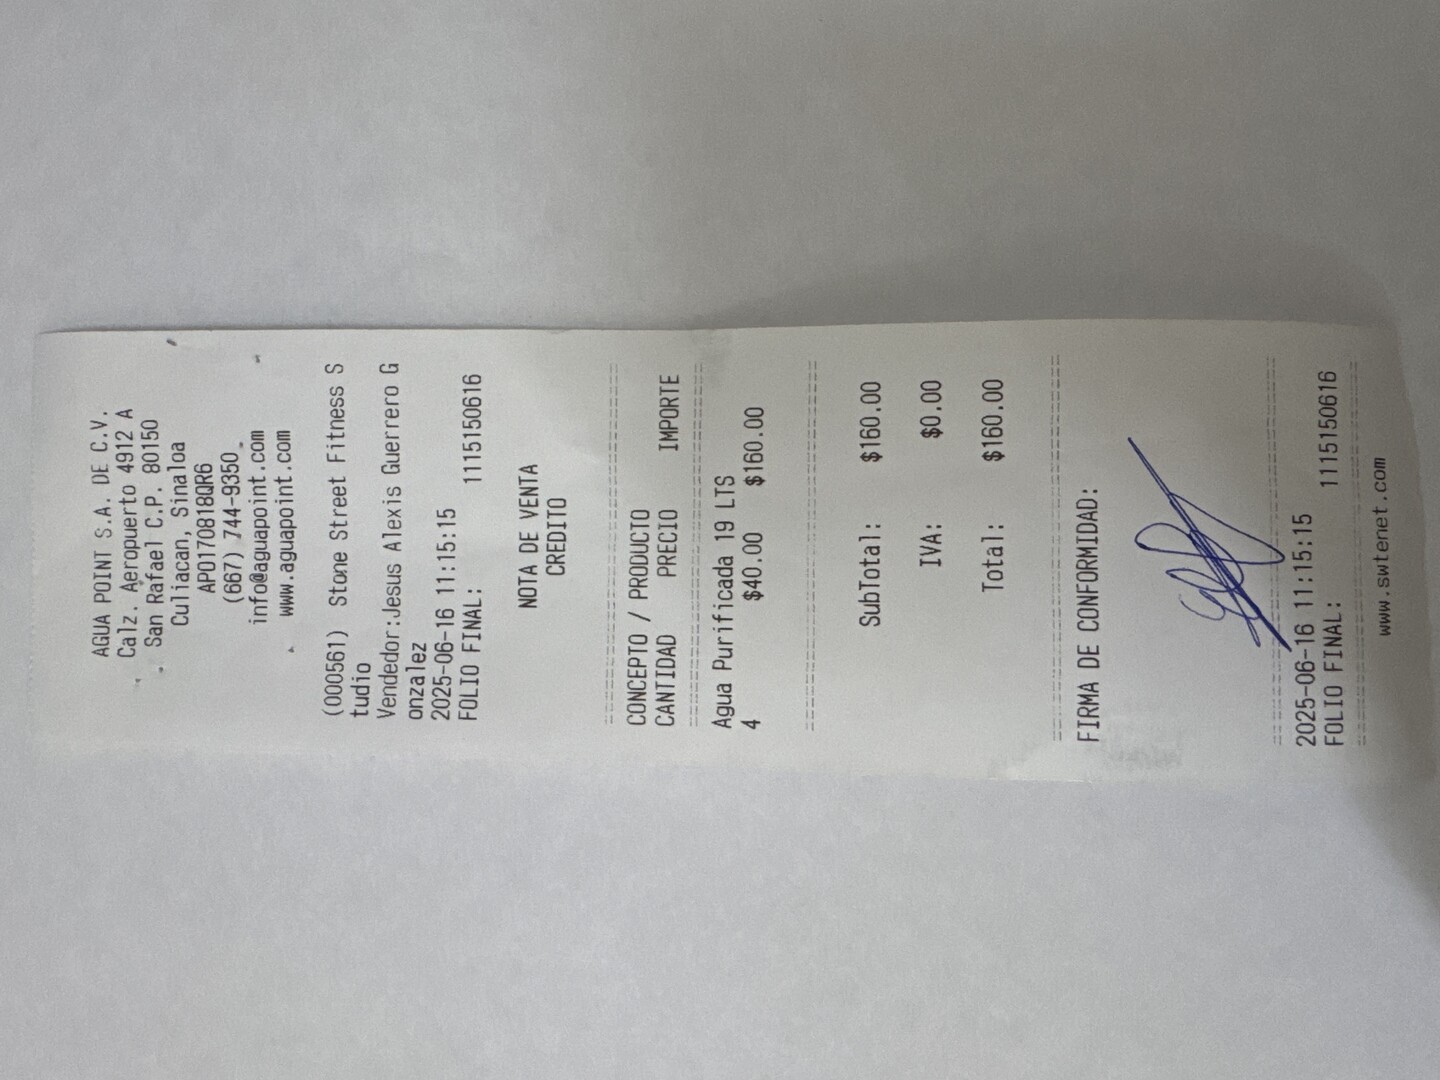 AGUA POINT S.A. DE C.V.
Calz. Aeropuerto 4912 A
San Rafael C.P. 80150
Culiacan, Sinaloa
APO170818QR6
(667) 744-9350
info@aguapoint.com
www.aguapoint.com
(000561) Stone Street Fitness S
tudio
Vendedor:Jesus Alexis Guerrero G
onzalez
2025-06-16 11:15:15
FOLIO FINAL: 1115150616
NOTA DE VENTA
CREDITO
================================
CONCEPTO / PRODUCTO
CANTIDAD PRECIO IMPORTE
================================
Agua Purificada 19 LTS
4 $40.00 $160.00
================================
SubTotal: $160.00
IVA: $0.00
Total: $160.00
================================
FIRMA DE CONFORMIDAD:
================================
2025-06-16 11:15:15
FOLIO FINAL: 1115150616
================================
www.swtenet.com